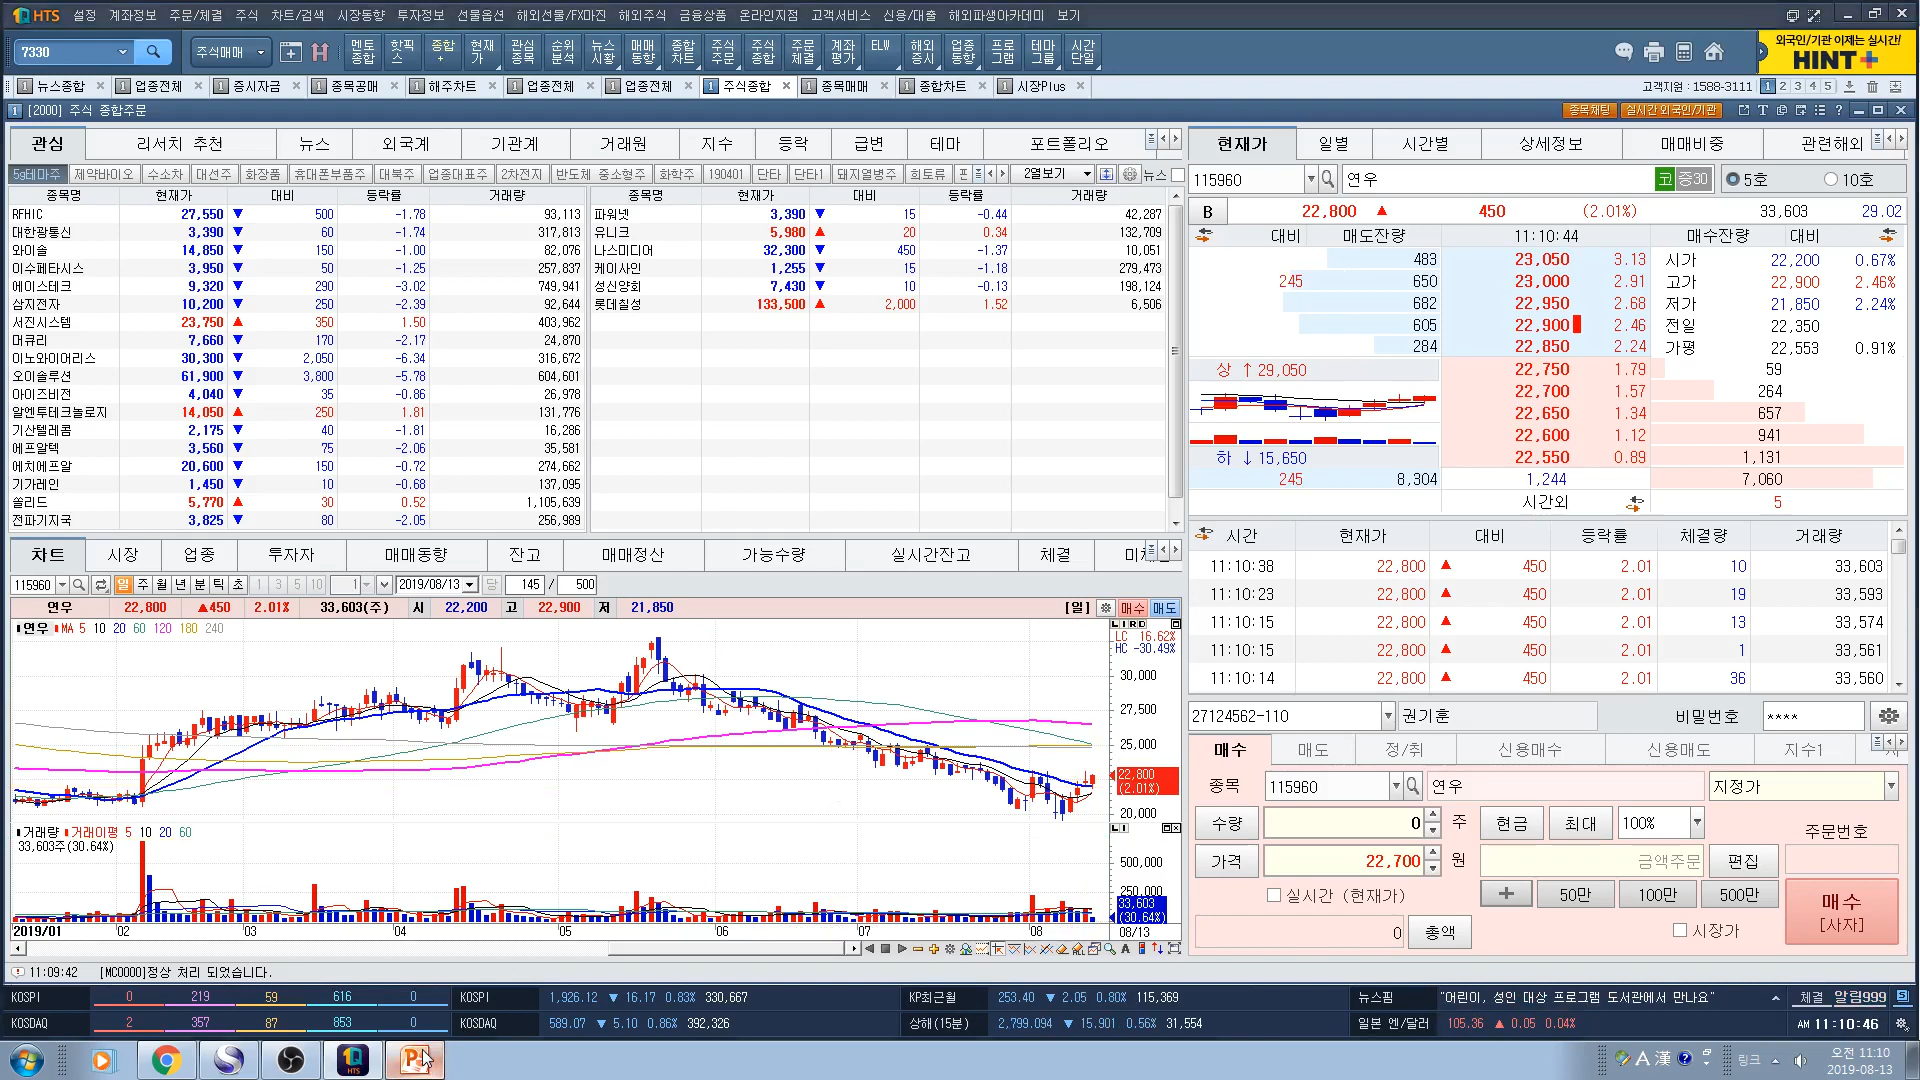 HTS 설정 계좌정보 주문/체결 주식 차트/검색 시장동향 투자정보 선물옵션 해외선물/FX마진 해외주식 금융상품 온라인지점 고객서비스 신용/대출 해외파생아카데미 보기
7330 주식매매 멘토종합 핫픽스 종합+ 현재가 관심종목 순위분석 뉴스시황 매매동향 종합차트 주식주문 주식종합 주문체결 계좌평가 ELW 해외증시 업종동향 프로그램 테마그룹 시간단일
외국인/기관 이제는 실시간!
HINT+
1 뉴스종합 × 1 업종전체 × 1 증시자금 × 1 종목공매 × 1 해주차트 × 1 업종전체 × 1 업종전체 × 1 주식종합 × 1 종목매매 × 1 종합차트 × 1 시장Plus × 고객지원 : 1588-3111 1 2 3 4 5
1 [2000] 주식 종합주문 종목채팅 실시간 외국인/기관
관심 리서치 추천 뉴스 외국계 기관계 거래원 지수 등락 급변 테마 포트폴리오
5g테마주 제약바이오 수소차 대선주 화장품 휴대폰부품주 대북주 업종대표주 2차전지 반도체 중소형주 화학주 190401 단타 단타1 돼지열병주 희토류 2열보기 뉴스
종목명 현재가 대비 등락률 거래량 종목명 현재가 대비 등락률 거래량
RFHIC 27,550 ▼ 500 -1.78 93,113 파워넷 3,390 ▼ 15 -0.44 42,287
대한광통신 3,390 ▼ 60 -1.74 317,813 유니크 5,980 ▲ 20 0.34 132,709
와이솔 14,850 ▼ 150 -1.00 82,076 나스미디어 32,300 ▼ 450 -1.37 10,051
이수페타시스 3,950 ▼ 50 -1.25 257,837 케이사인 1,255 ▼ 15 -1.18 279,473
에이스테크 9,320 ▼ 290 -3.02 749,941 성신양회 7,430 ▼ 10 -0.13 198,124
삼지전자 10,200 ▼ 250 -2.39 92,644 롯데칠성 133,500 ▲ 2,000 1.52 6,506
서진시스템 23,750 ▲ 350 1.50 403,962
머큐리 7,660 ▼ 170 -2.17 24,870
이노와이어리스 30,300 ▼ 2,050 -6.34 316,672
오이솔루션 61,900 ▼ 3,800 -5.78 604,601
아이즈비전 4,040 ▼ 35 -0.86 26,978
알엔투테크놀로지 14,050 ▲ 250 1.81 131,776
기산텔레콤 2,175 ▼ 40 -1.81 16,286
에프알텍 3,560 ▼ 75 -2.06 35,581
에치에프알 20,600 ▼ 150 -0.72 274,662
기가레인 1,450 ▼ 10 -0.68 137,095
쏠리드 5,770 ▲ 30 0.52 1,105,639
전파기지국 3,825 ▼ 80 -2.05 256,989
현재가 일별 시간별 상세정보 매매비중 관련해외
115960 연우 코 증30 5호 10호
B 22,800 ▲ 450 (2.01%) 33,603 29.02
대비 매도잔량 11:10:44 매수잔량 대비
483 23,050 3.13 시가 22,200 0.67%
245 650 23,000 2.91 고가 22,900 2.46%
682 22,950 2.68 저가 21,850 2.24%
605 22,900 2.46 전일 22,350
284 22,850 2.24 가평 22,553 0.91%
상 ↑ 29,050 22,750 1.79 59
22,700 1.57 264
22,650 1.34 657
22,600 1.12 941
하 ↓ 15,650 22,550 0.89 1,131
245 8,304 1,244 7,060
시간외 5
시간 현재가 대비 등락률 체결량 거래량
11:10:38 22,800 ▲ 450 2.01 10 33,603
11:10:23 22,800 ▲ 450 2.01 19 33,593
11:10:15 22,800 ▲ 450 2.01 13 33,574
11:10:15 22,800 ▲ 450 2.01 1 33,561
11:10:14 22,800 ▲ 450 2.01 36 33,560
차트 시장 업종 투자자 매매동향 잔고 매매정산 가능수량 실시간잔고 체결
115960 일 주 월 년 분 틱 초 1 3 5 10 1 2019/08/13 당 145 / 500
연우 22,800 ▲450 2.01% 33,603(주) 시 22,200 고 22,900 저 21,850 [일] 매수 매도
연우 MA 5 10 20 60 120 180 240
LIRD
LC 16.62%
HC -30.49%
30,000
27,500
25,000
22,800
(2.01%)
20,000
거래량 거래이평 5 10 20 60
33,603주(30.64%)
500,000
250,000
33,603
(30.64%)
2019/01 02 03 04 05 06 07 08 08/13
27124562-110 권기훈 비밀번호 ****
매수 매도 정/취 신용매수 신용매도 지수1
종목 115960 연우 지정가
수량 0 주 현금 최대 100% 주문번호
가격 22,700 원 금액주문 편집
실시간 (현재가) + 50만 100만 500만 매수
[사자]
0 총액 시장가
11:09:42 [MC0000]정상 처리 되었습니다.
KOSPI 0 219 59 616 0 KOSPI 1,926.12 ▼ 16.17 0.83% 330,667 KP최근월 253.40 ▼ 2.05 0.80% 115,369 뉴스핌 "어린이, 성인 대상 프로그램 도서관에서 만나요" 체결 알림999
KOSDAQ 2 357 87 853 0 KOSDAQ 589.07 ▼ 5.10 0.86% 392,326 상해(15분) 2,799.094 ▼ 15.901 0.56% 31,554 일본 엔/달러 105.36 ▲ 0.05 0.04% AM 11:10:46
A 漢 링크 오전 11:10
2019-08-13